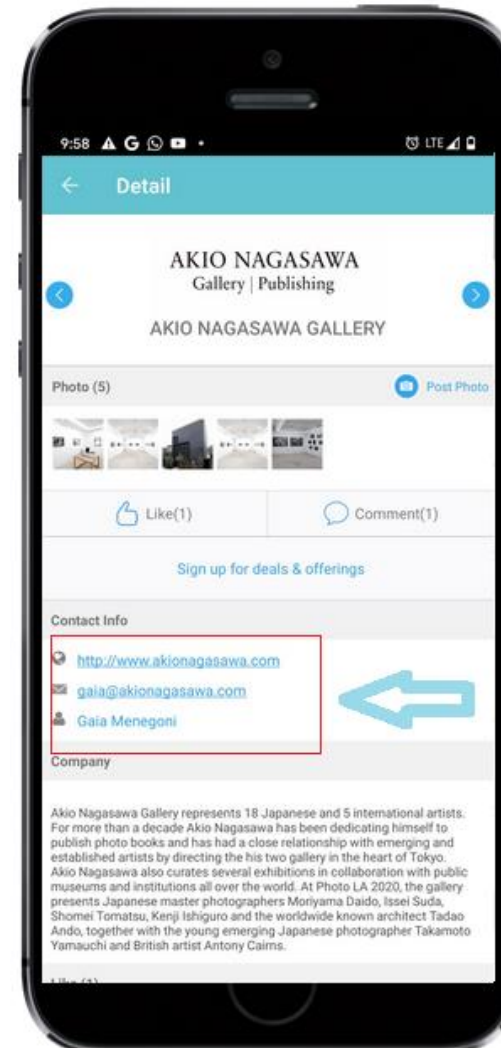 9:58
LTE
Detail
AKIO NAGASAWA
Gallery | Publishing
AKIO NAGASAWA GALLERY
Photo (5)
Post Photo
Like(1)
Comment(1)
Sign up for deals & offerings
Contact Info
http://www.akionagasawa.com
gaia@akionagasawa.com
Gaia Menegoni
Company
Akio Nagasawa Gallery represents 18 Japanese and 5 international artists.
For more than a decade Akio Nagasawa has been dedicating himself to
publish photo books and has had a close relationship with emerging and
established artists by directing the his two gallery in the heart of Tokyo.
Akio Nagasawa also curates several exhibitions in collaboration with public
museums and institutions all over the world. At Photo LA 2020, the gallery
presents Japanese master photographers Moriyama Daido, Issei Suda,
Shomei Tomatsu, Kenji Ishiguro and the worldwide known architect Tadao
Ando, together with the young emerging Japanese photographer Takamoto
Yamauchi and British artist Antony Cairns.
Like (1)